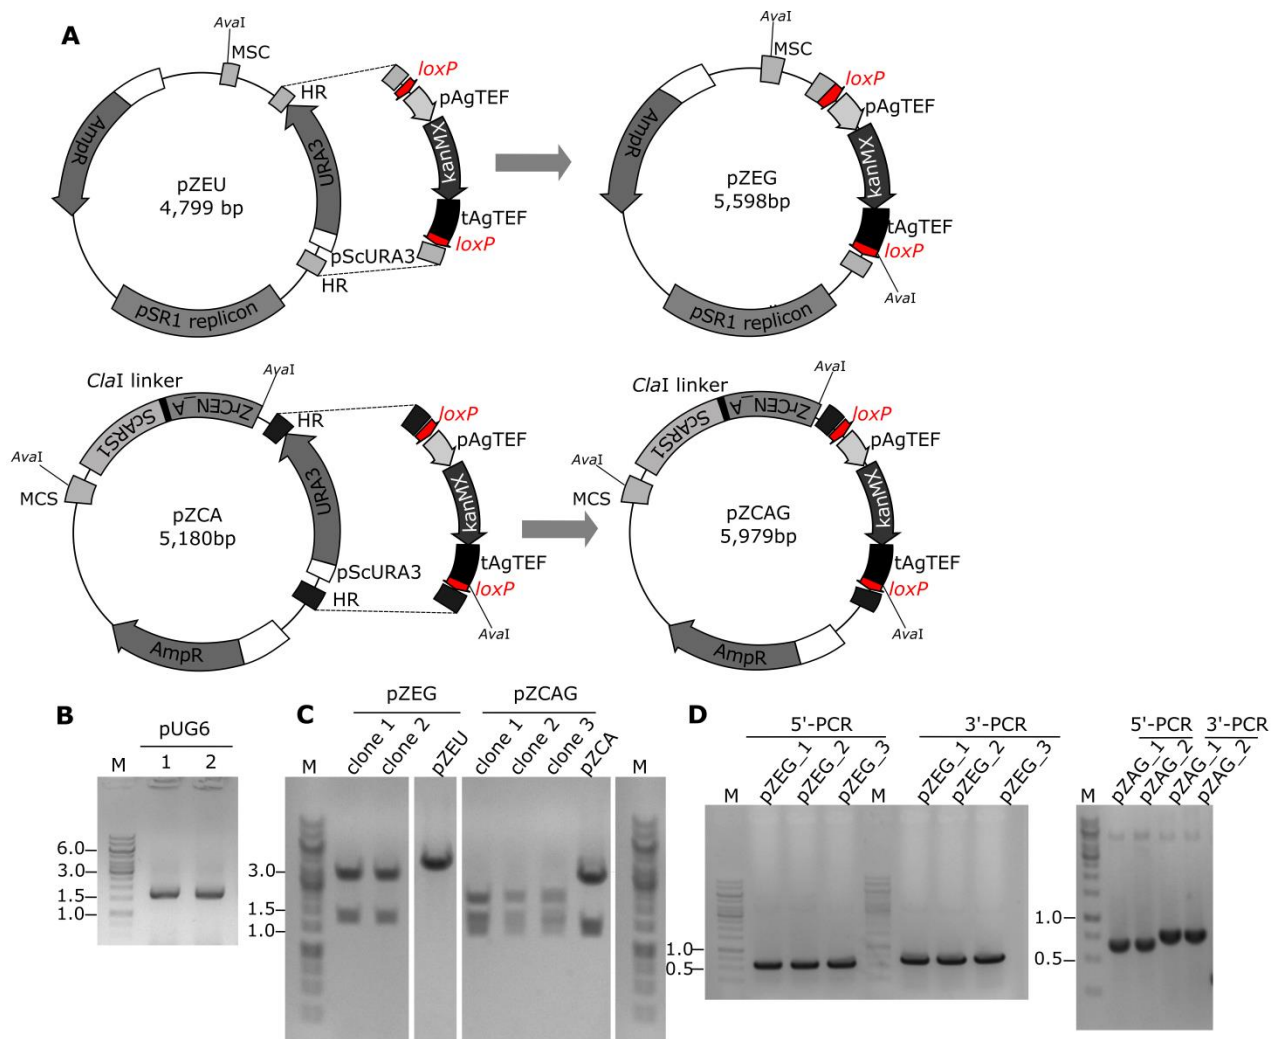 A
AvaI
MSC
HR
loxP
pAgTEF
AmpR
URA3
kanMX
pZEU
4,799 bp
tAgTEF
loxP
pScURA3
HR
pSR1 replicon
AvaI
MSC
loxP
pAgTEF
AmpR
kanMX
pZEG
5,598bp
tAgTEF
loxP
AvaI
pSR1 replicon
ClaI linker
AvaI
ScARS1
ZrCEN_A
HR
loxP
pAgTEF
AvaI
MCS
URA3
kanMX
pZCA
5,180bp
tAgTEF
pScURA3
loxP
HR
AvaI
AmpR
ClaI linker
AvaI
ScARS1
ZrCEN_A
loxP
pAgTEF
AvaI
MCS
kanMX
pZCAG
5,979bp
tAgTEF
loxP
AvaI
AmpR
B
pUG6
M 1 2
6.0
3.0
1.5
1.0
C
pZEG pZCAG
M clone 1 clone 2 pZEU clone 1 clone 2 clone 3 pZCA M
3.0
1.5
1.0
D
5'-PCR 3'-PCR
M pZEG_1 pZEG_2 pZEG_3 M pZEG_1 pZEG_2 pZEG_3
1.0
0.5
5'-PCR 3'-PCR
M pZAG_1 pZAG_2 pZAG_1 pZAG_2
1.0
0.5